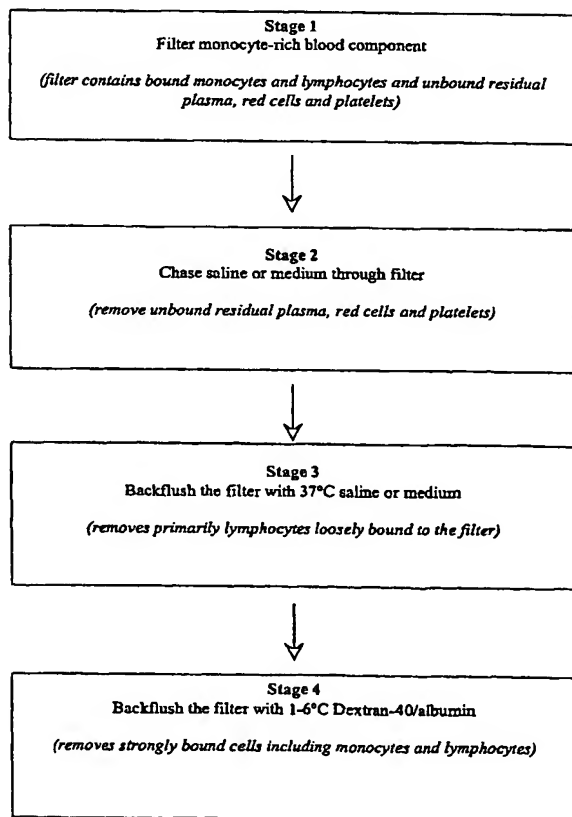 Stage 1
Filter monocyte-rich blood component
(filter contains bound monocytes and lymphocytes and unbound residual
plasma, red cells and platelets)
Stage 2
Chase saline or medium through filter
(remove unbound residual plasma, red cells and platelets)
Stage 3
Backflush the filter with 37°C saline or medium
(removes primarily lymphocytes loosely bound to the filter)
Stage 4
Backflush the filter with 1-6°C Dextran-40/albumin
(removes strongly bound cells including monocytes and lymphocytes)